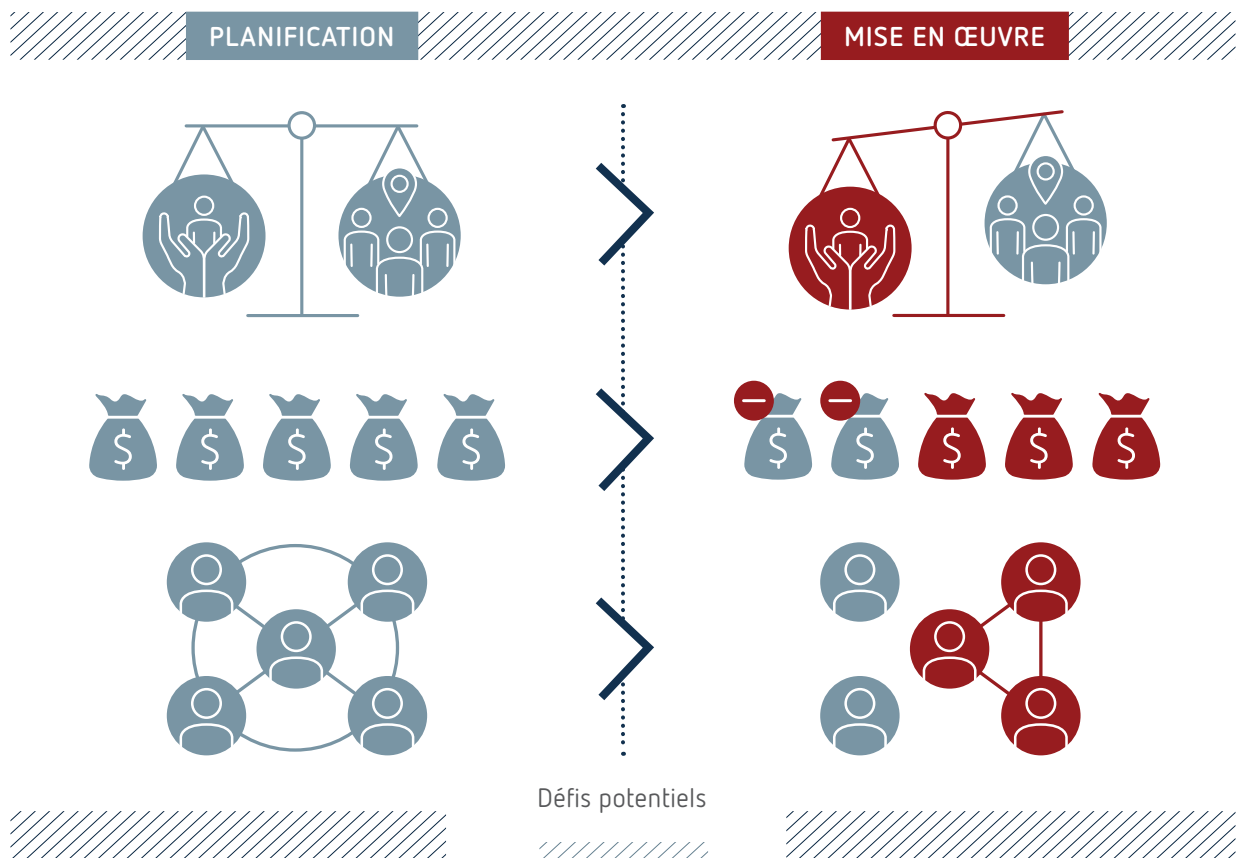 PLANIFICATION
MISE EN ŒUVRE
$ $ $ $ $
$ $ $ $ $
Défis potentiels